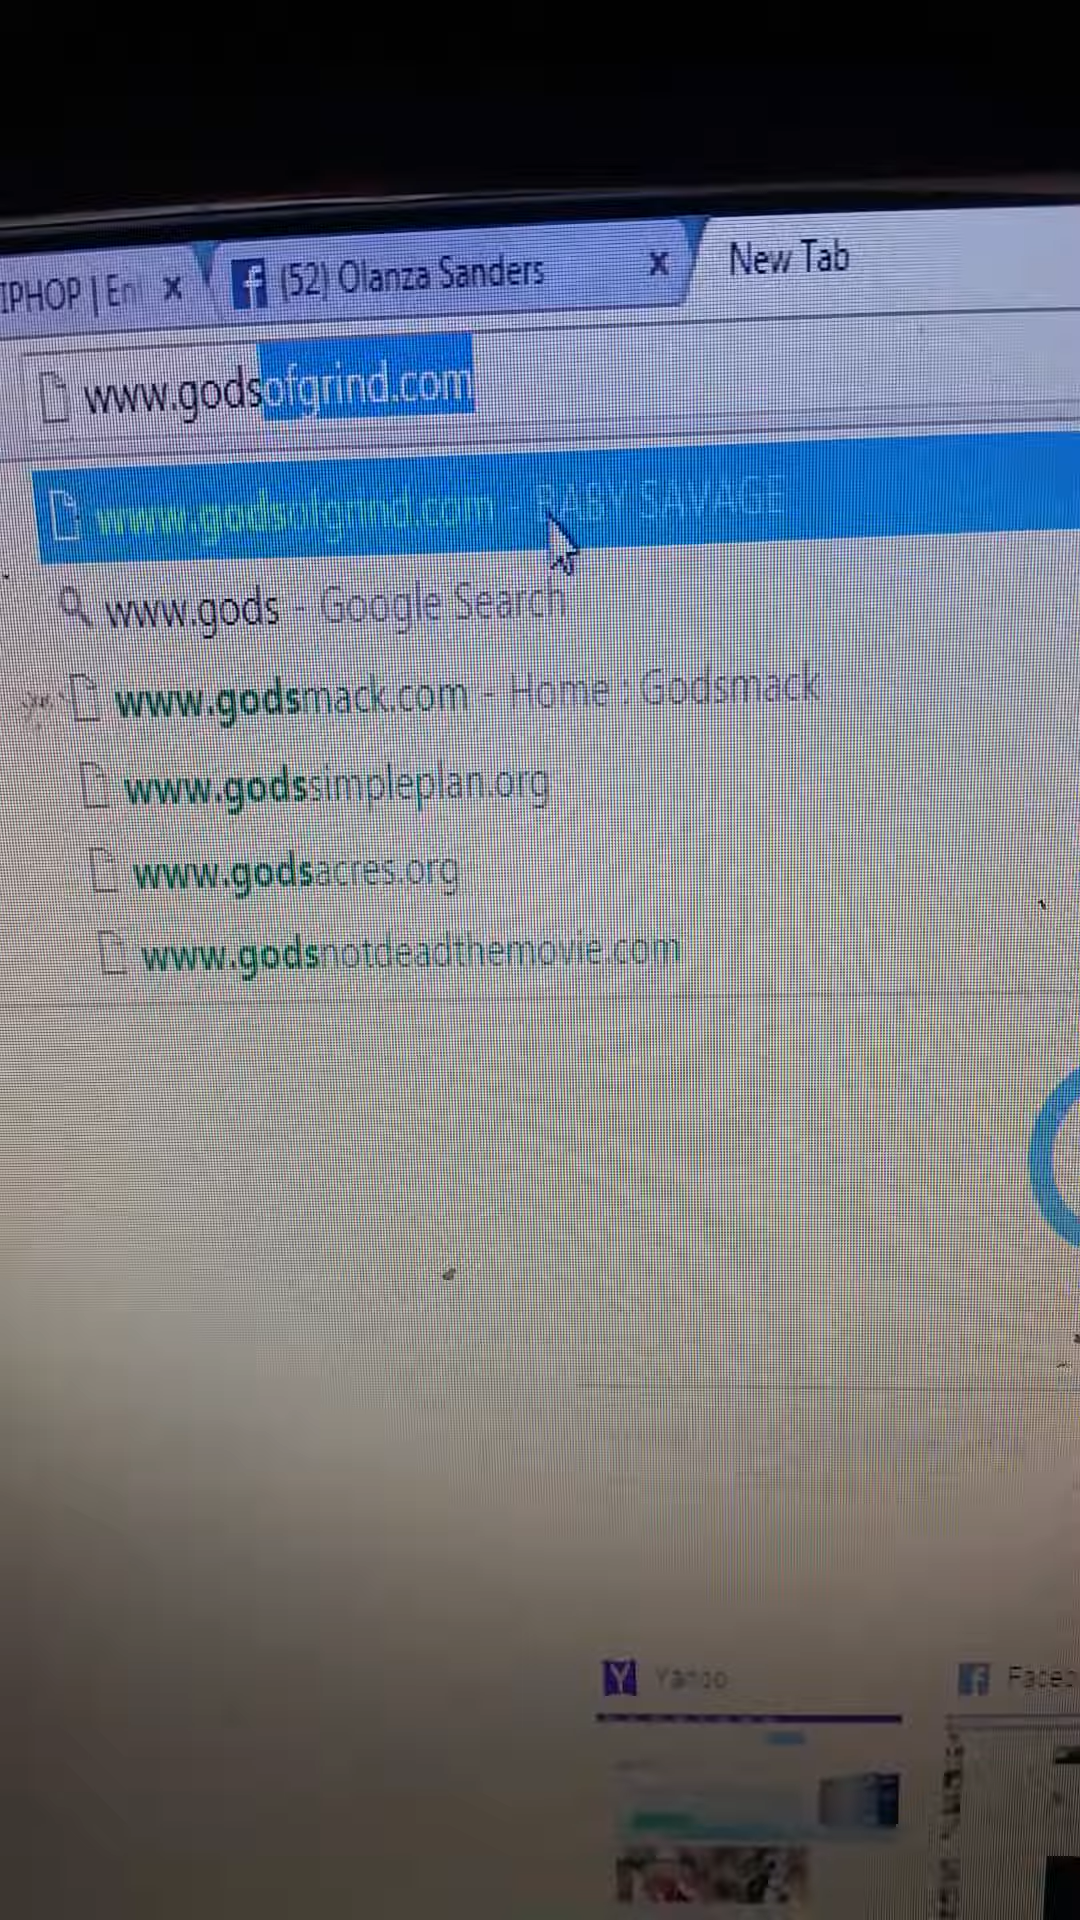 IPHOP | En
(52) Olanza Sanders
New Tab
www.godsofgrind.com
www.godsofgrind.com - BABY SAVAGE
www.gods - Google Search
www.godsmack.com - Home : Godsmack
www.godssimpleplan.org
www.godsacres.org
www.godsnotdeadthemovie.com
Yahoo
Faceb